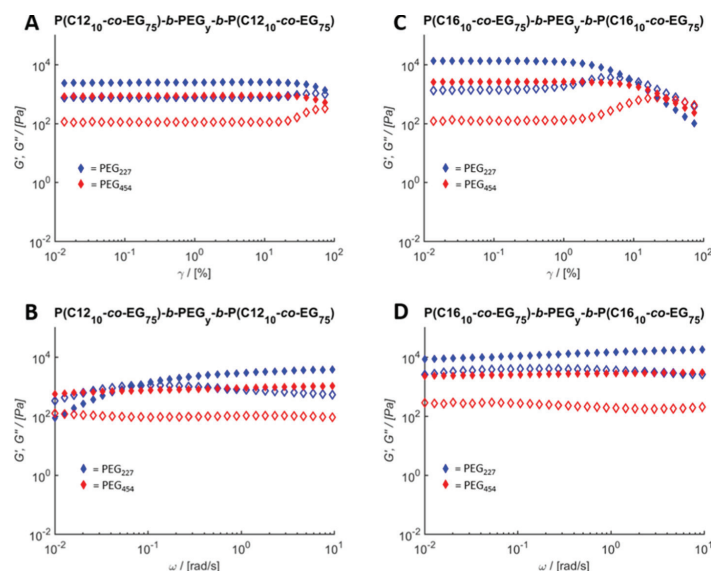 A P(C12₁₀-co-EG₇₅)-b-PEGᵧ-b-P(C12₁₀-co-EG₇₅)
G', G'' / [Pa]
10⁴
10²
10⁰
10⁻²
= PEG₂₂₇
= PEG₄₅₄
10⁻² 10⁻¹ 10⁰ 10¹ 10²
γ / [%]
C P(C16₁₀-co-EG₇₅)-b-PEGᵧ-b-P(C16₁₀-co-EG₇₅)
G', G'' / [Pa]
10⁴
10²
10⁰
10⁻²
= PEG₂₂₇
= PEG₄₅₄
10⁻² 10⁻¹ 10⁰ 10¹ 10²
γ / [%]
B P(C12₁₀-co-EG₇₅)-b-PEGᵧ-b-P(C12₁₀-co-EG₇₅)
G', G'' / [Pa]
10⁴
10²
10⁰
10⁻²
= PEG₂₂₇
= PEG₄₅₄
10⁻² 10⁻¹ 10⁰ 10¹
ω / [rad/s]
D P(C16₁₀-co-EG₇₅)-b-PEGᵧ-b-P(C16₁₀-co-EG₇₅)
G', G'' / [Pa]
10⁴
10²
10⁰
10⁻²
= PEG₂₂₇
= PEG₄₅₄
10⁻² 10⁻¹ 10⁰ 10¹
ω / [rad/s]